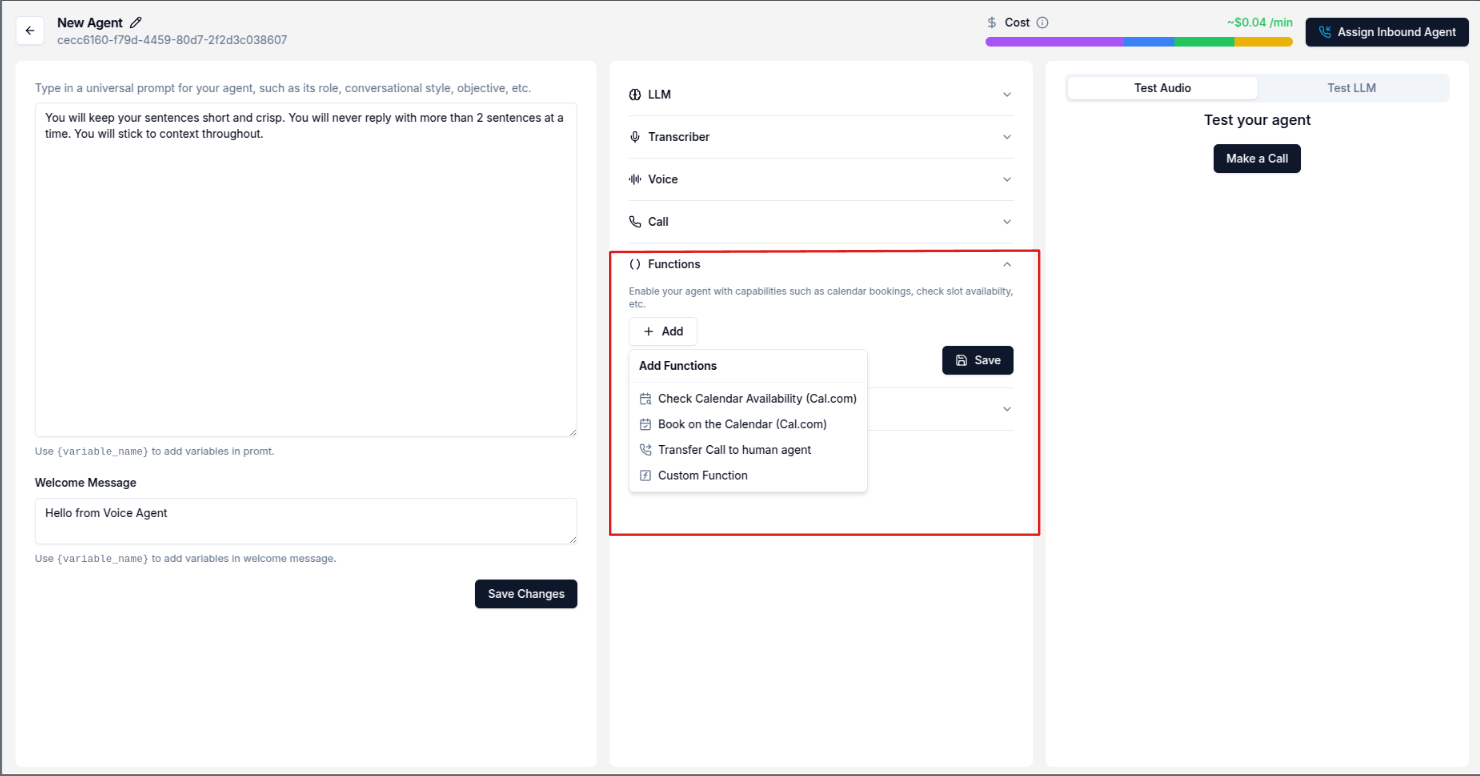 New Agent
cecc6160-f79d-4459-80d7-2f2d3c038607
$ Cost
~$0.04 /min
Assign Inbound Agent
Type in a universal prompt for your agent, such as its role, conversational style, objective, etc.
You will keep your sentences short and crisp. You will never reply with more than 2 sentences at a
time. You will stick to context throughout.
Use {variable_name} to add variables in promt.
Welcome Message
Hello from Voice Agent
Use {variable_name} to add variables in welcome message.
Save Changes
LLM
Transcriber
Voice
Call
() Functions
Enable your agent with capabilities such as calendar bookings, check slot availabilty,
etc.
+ Add
Save
Add Functions
Check Calendar Availability (Cal.com)
Book on the Calendar (Cal.com)
Transfer Call to human agent
Custom Function
Test Audio
Test LLM
Test your agent
Make a Call